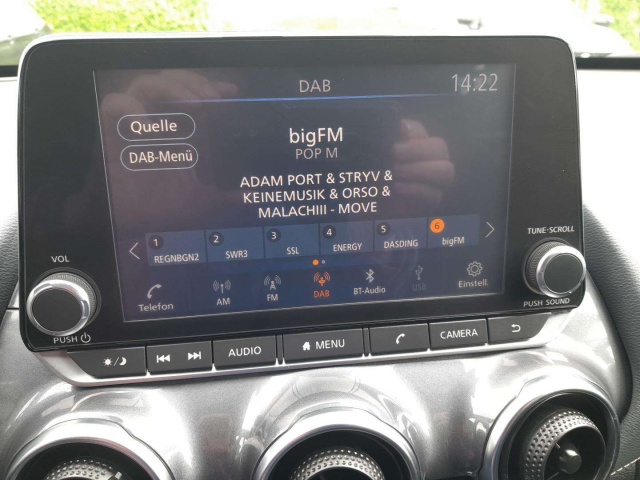 DAB
14:22
Quelle
DAB-Menü
bigFM
POP M
ADAM PORT & STRYV &
KEINEMUSIK & ORSO &
MALACHIII - MOVE
1 REGNBGN2
2 SWR3
3 SSL
4 ENERGY
5 DASDING
6 bigFM
Telefon
AM
FM
DAB
BT-Audio
USB
Einstell.
VOL
PUSH
TUNE·SCROLL
PUSH SOUND
AUDIO
MENU
CAMERA